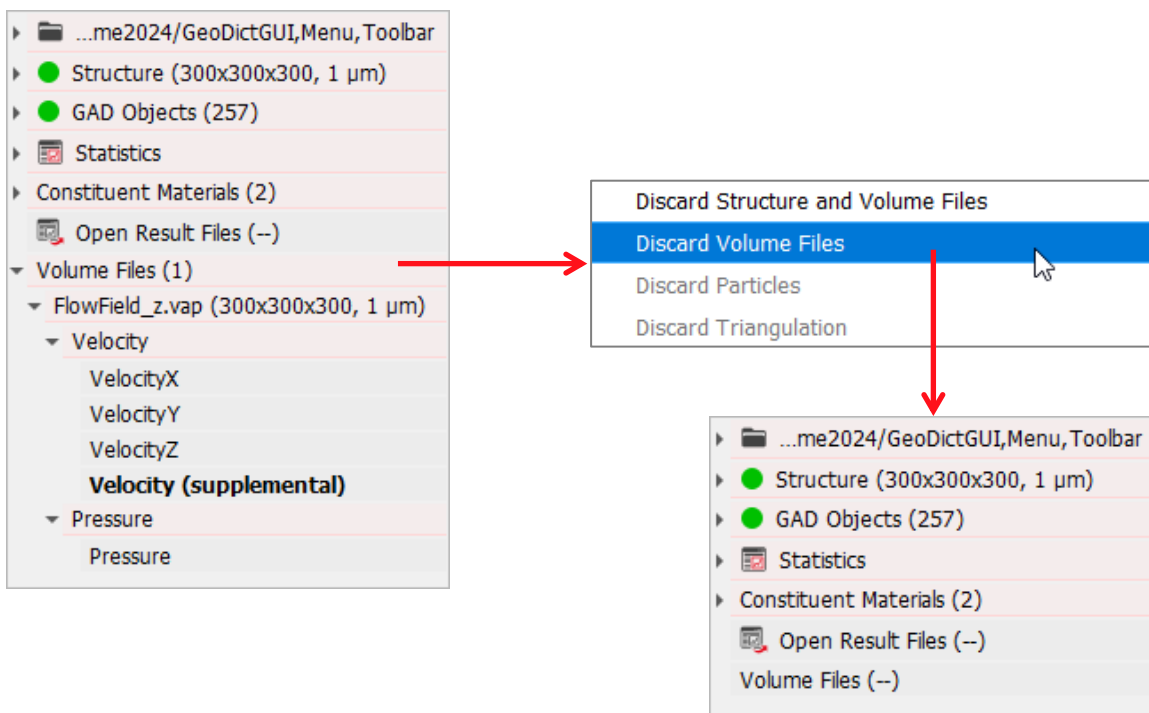 ...me2024/GeoDictGUI,Menu,Toolbar
Structure (300x300x300, 1 µm)
GAD Objects (257)
Statistics
Constituent Materials (2)
Open Result Files (--)
Volume Files (1)
FlowField_z.vap (300x300x300, 1 µm)
Velocity
VelocityX
VelocityY
VelocityZ
Velocity (supplemental)
Pressure
Pressure
Discard Structure and Volume Files
Discard Volume Files
Discard Particles
Discard Triangulation
...me2024/GeoDictGUI,Menu,Toolbar
Structure (300x300x300, 1 µm)
GAD Objects (257)
Statistics
Constituent Materials (2)
Open Result Files (--)
Volume Files (--)